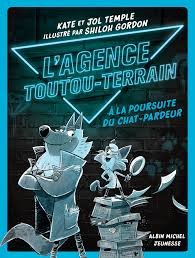 KATE ET JOL TEMPLE
ILLUSTRÉ PAR SHILOH GORDON
L'AGENCE
TOUTOU-TERRAIN
À LA POURSUITE
DU CHAT-PARDEUR
ALBIN MICHEL
JEUNESSE